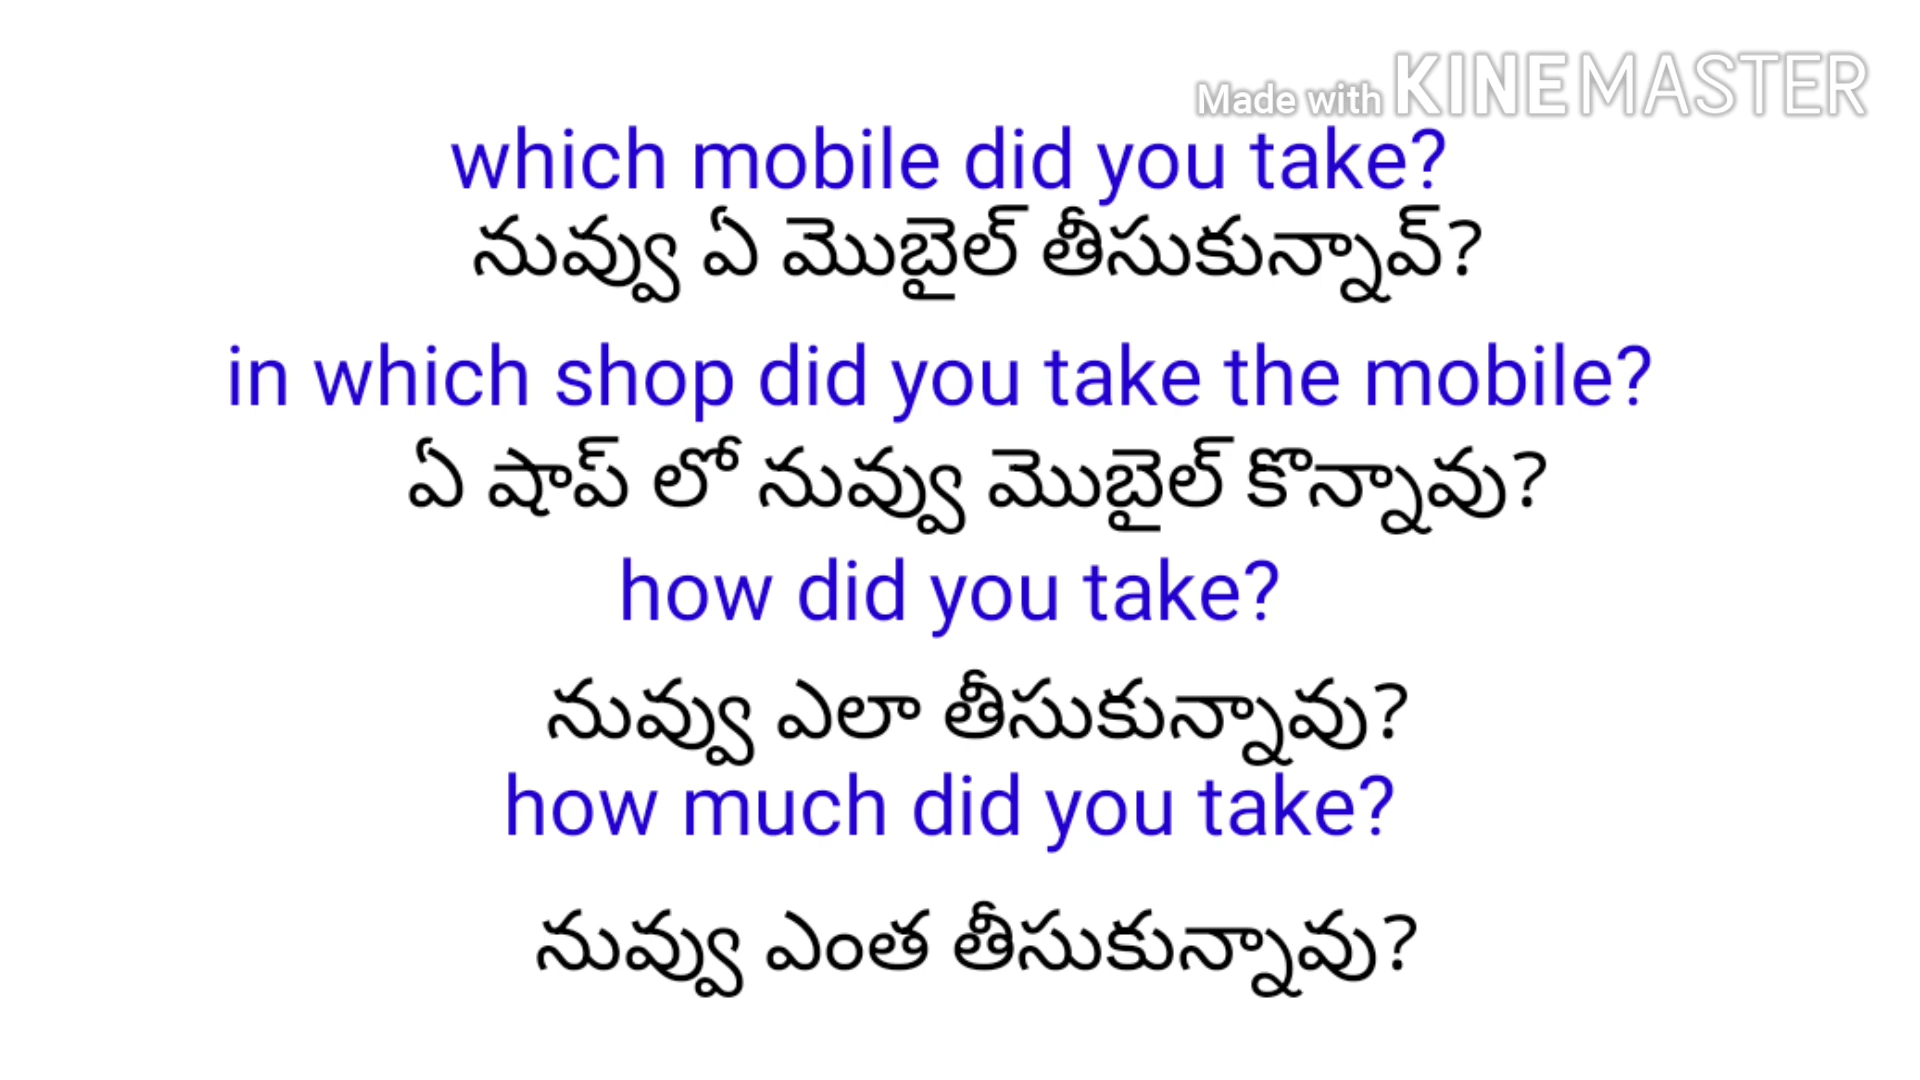 Made with KINEMASTER
which mobile did you take?
నువ్వు ఏ మొబైల్ తీసుకున్నావ్?
in which shop did you take the mobile?
ఏ షాప్ లో నువ్వు మొబైల్ కొన్నావు?
how did you take?
నువ్వు ఎలా తీసుకున్నావు?
how much did you take?
నువ్వు ఎంత తీసుకున్నావు?